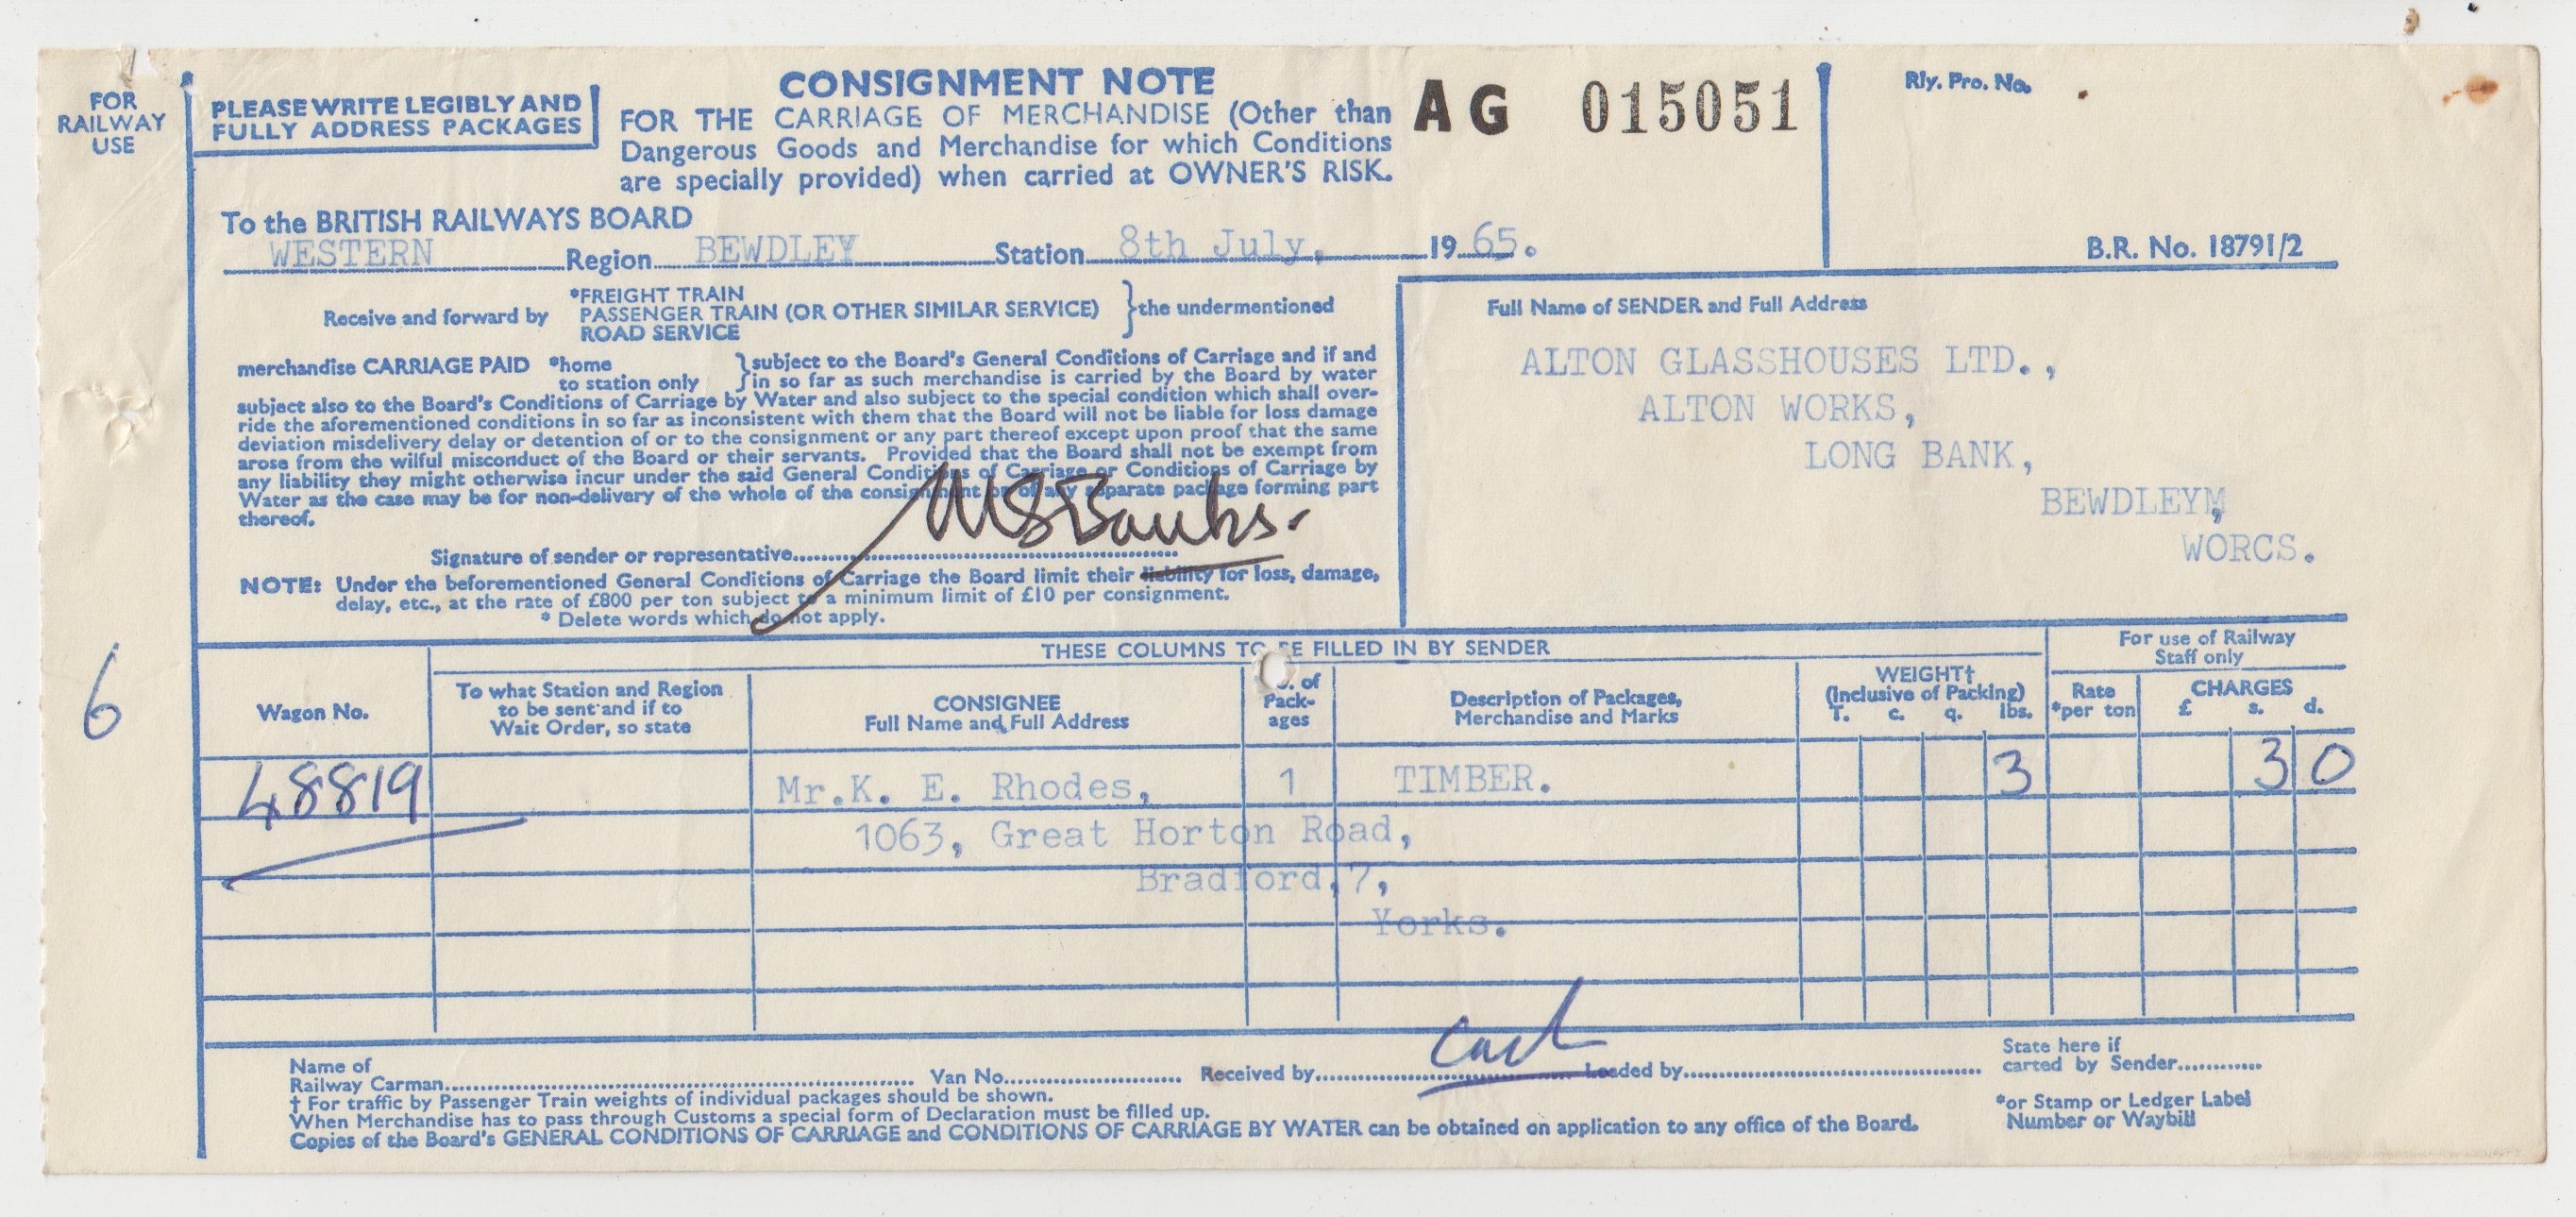 FOR
RAILWAY
USE
PLEASE WRITE LEGIBLY AND
FULLY ADDRESS PACKAGES
CONSIGNMENT NOTE
FOR THE CARRIAGE OF MERCHANDISE (Other than
Dangerous Goods and Merchandise for which Conditions
are specially provided) when carried at OWNER'S RISK.
AG 015051
Rly. Pro. No.
B.R. No. 18791/2
To the BRITISH RAILWAYS BOARD
WESTERN Region BEWDLEY Station 8th July, 1965.
Receive and forward by
*FREIGHT TRAIN
PASSENGER TRAIN (OR OTHER SIMILAR SERVICE)
ROAD SERVICE
} the undermentioned
merchandise CARRIAGE PAID
*home
to station only
} subject to the Board's General Conditions of Carriage and if and
in so far as such merchandise is carried by the Board by water
subject also to the Board's Conditions of Carriage by Water and also subject to the special condition which shall over-
ride the aforementioned conditions in so far as inconsistent with them that the Board will not be liable for loss damage
deviation misdelivery delay or detention of or to the consignment or any part thereof except upon proof that the same
arose from the wilful misconduct of the Board or their servants. Provided that the Board shall not be exempt from
any liability they might otherwise incur under the said General Conditions of Carriage or Conditions of Carriage by
Water as the case may be for non-delivery of the whole of the consignment or of any separate package forming part
thereof.
Signature of sender or representative MSBanks.
NOTE: Under the beforementioned General Conditions of Carriage the Board limit their liability for loss, damage,
delay, etc., at the rate of £800 per ton subject to a minimum limit of £10 per consignment.
* Delete words which do not apply.
Full Name of SENDER and Full Address
ALTON GLASSHOUSES LTD.,
ALTON WORKS,
LONG BANK,
BEWDLEYM,
WORCS.
6
THESE COLUMNS TO BE FILLED IN BY SENDER
For use of Railway
Staff only
Wagon No.
To what Station and Region
to be sent and if to
Wait Order, so state
CONSIGNEE
Full Name and Full Address
No. of
Pack-
ages
Description of Packages,
Merchandise and Marks
WEIGHT†
(Inclusive of Packing)
T. c. q. lbs.
Rate
*per ton
CHARGES
£ s. d.
48819 Mr.K. E. Rhodes, 1 TIMBER. 3 3 0
1063, Great Horton Road,
Bradford,7,
Yorks.
Name of
Railway Carman Van No. Received by Loaded by
State here if
carted by Sender
† For traffic by Passenger Train weights of individual packages should be shown.
When Merchandise has to pass through Customs a special form of Declaration must be filled up.
Copies of the Board's GENERAL CONDITIONS OF CARRIAGE and CONDITIONS OF CARRIAGE BY WATER can be obtained on application to any office of the Board.
*or Stamp or Ledger Label
Number or Waybill